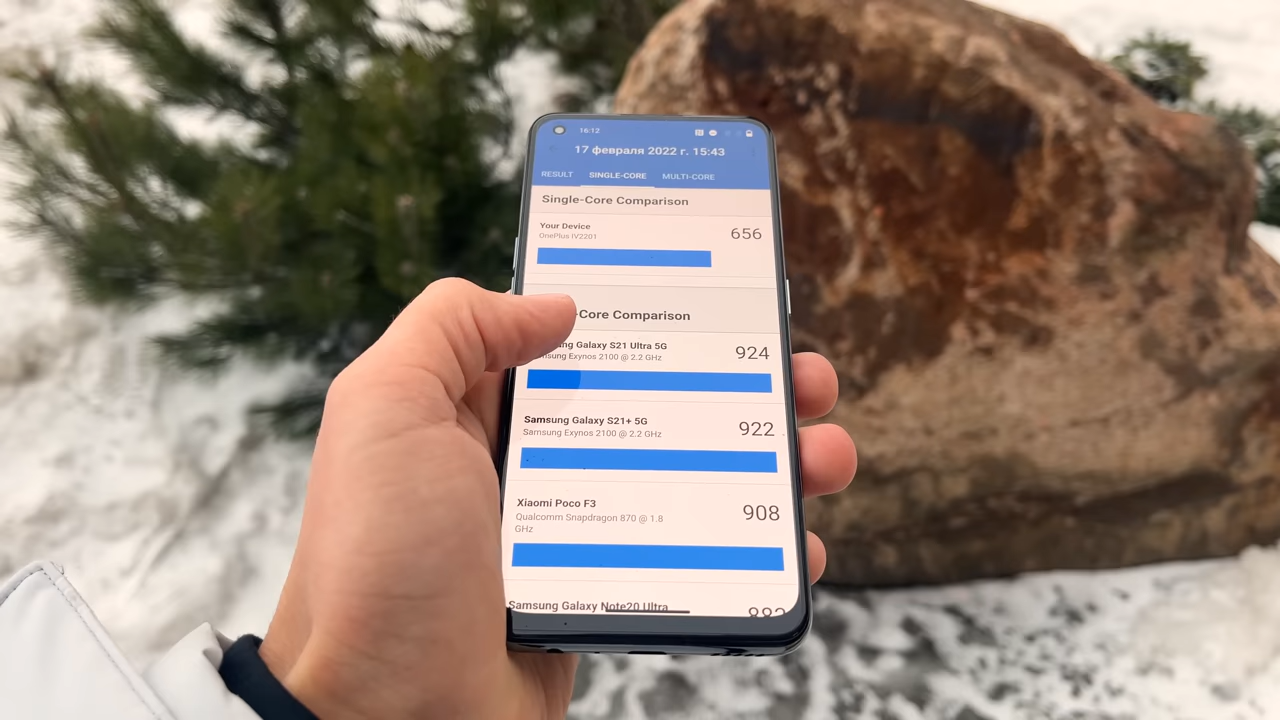 16:12
17 февраля 2022 г. 15:43
RESULT SINGLE-CORE MULTI-CORE
Single-Core Comparison
Your Device 656
OnePlus IV2201
-Core Comparison
ng Galaxy S21 Ultra 5G 924
sung Exynos 2100 @ 2.2 GHz
Samsung Galaxy S21+ 5G 922
Samsung Exynos 2100 @ 2.2 GHz
Xiaomi Poco F3 908
Qualcomm Snapdragon 870 @ 1.8
GHz
Samsung Galaxy Note20 Ultra 882